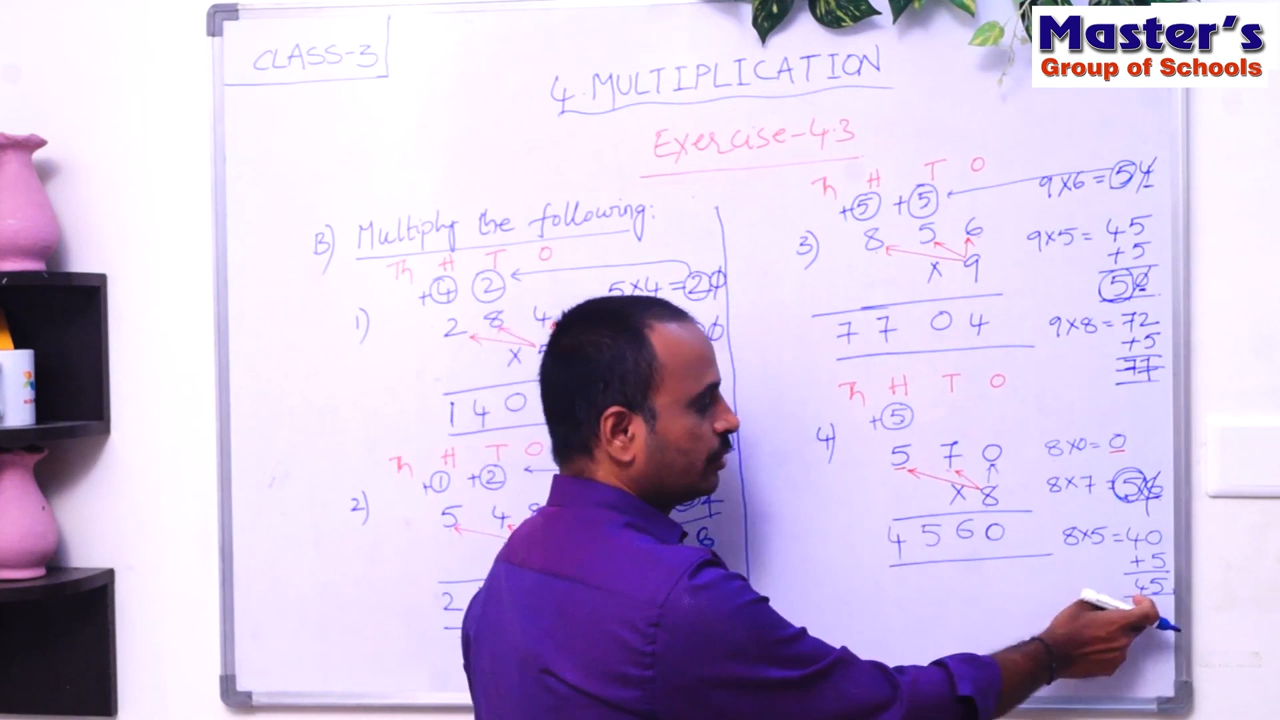 Master's
Group of Schools
CLASS-3
4. MULTIPLICATION
Exercise-4.3
B) Multiply the following:
Th H T O
+4 2
5x4=20
1)
2 8 4
x
1 4 0
Th H T O
+1 +2
2)
5 4
8
2
Th H T O
+5 +5
9x6=54
3)
8 5 6
x 9
7 7 0 4
9x5=45
+5
50
9x8=72
+5
77
Th H T O
+5
4)
5 7 0
x 8
4 5 6 0
8x0=0
8x7=56
8x5=40
+5
45